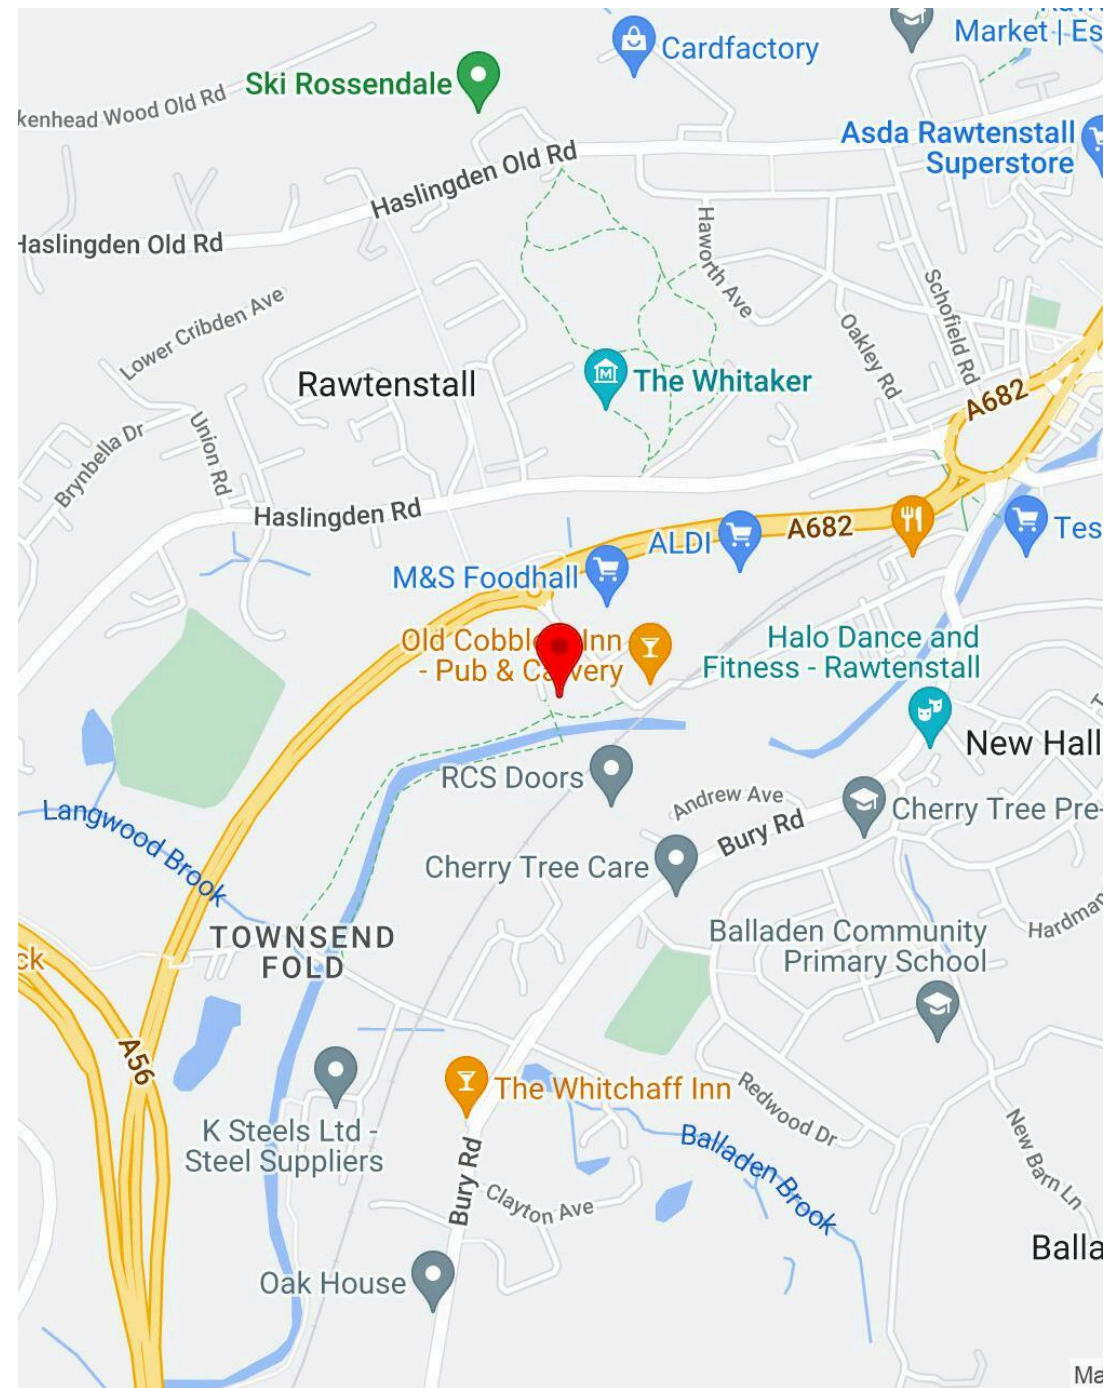 Market | Es
Cardfactory
Ski Rossendale
kenhead Wood Old Rd
Asda Rawtenstall
Superstore
Haslingden Old Rd
Haslingden Old Rd
Haworth Ave
Schofield Rd
Lower Cribden Ave
Oakley Rd
The Whitaker
Rawtenstall
A682
Union Rd
Brynbella Dr
Haslingden Rd
A682
ALDI
Tes
M&S Foodhall
Old Cobble Inn
- Pub & Ca very
Halo Dance and
Fitness - Rawtenstall
New Hall
RCS Doors
Andrew Ave
Bury Rd
Cherry Tree Pre-
Langwood Brook
Cherry Tree Care
Hardman
Balladen Community
Primary School
TOWNSEND
FOLD
ck
A56
The Whitchaff Inn
Redwood Dr
K Steels Ltd -
Steel Suppliers
Balladen Brook
New Barn Ln
Bury Rd
Clayton Ave
Balla
Oak House
Ma